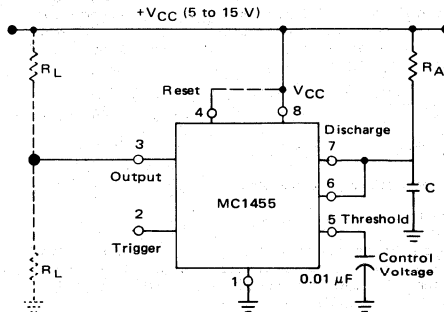 +VCC (5 to 15 V)
RL
Reset
VCC
RA
4
8
Discharge
3
7
Output
6
C
MC1455
2
5 Threshold
Trigger
Control
Voltage
RL
1
0.01 µF